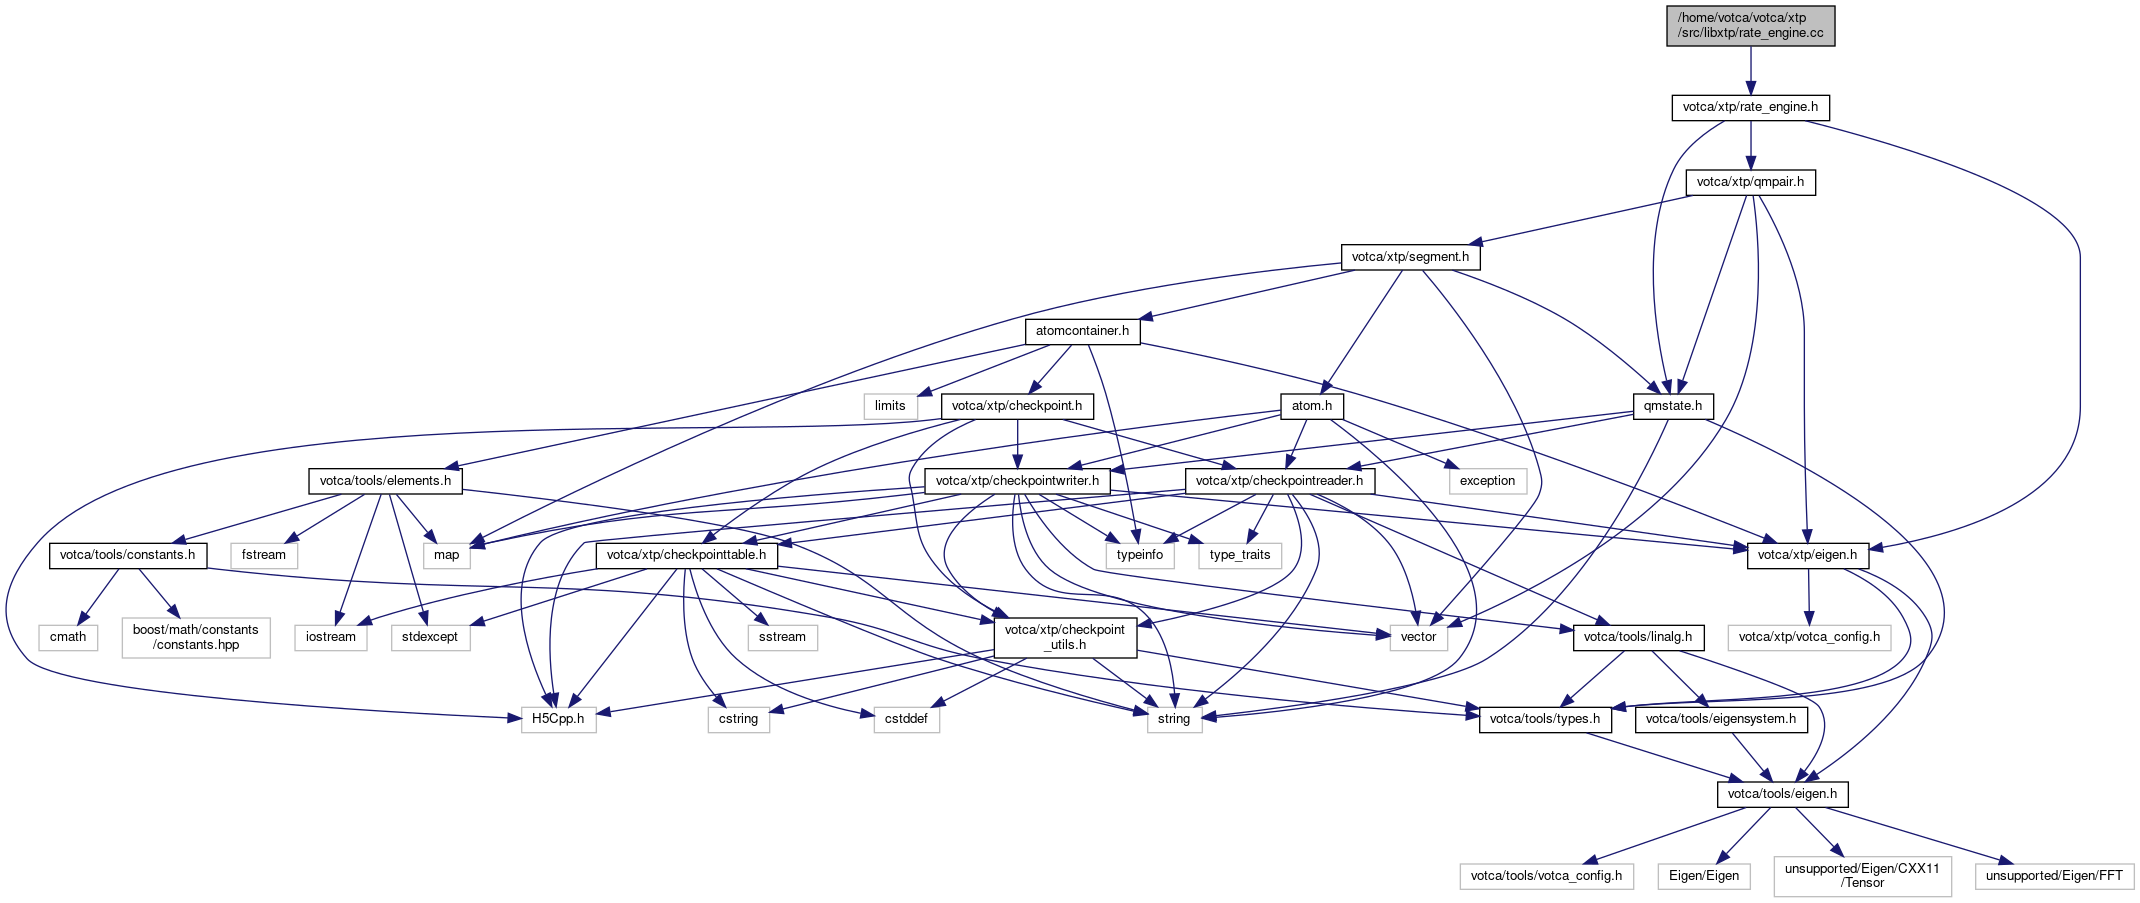 /home/votca/votca/xtp
/src/libxtp/rate_engine.cc
votca/xtp/rate_engine.h
votca/xtp/qmpair.h
votca/xtp/segment.h
atomcontainer.h
limits
votca/xtp/checkpoint.h
atom.h
qmstate.h
votca/tools/elements.h
votca/xtp/checkpointwriter.h
votca/xtp/checkpointreader.h
exception
votca/tools/constants.h
fstream
map
votca/xtp/checkpointtable.h
typeinfo
type_traits
votca/xtp/eigen.h
cmath
boost/math/constants
/constants.hpp
iostream
stdexcept
sstream
votca/xtp/checkpoint
_utils.h
vector
votca/tools/linalg.h
votca/xtp/votca_config.h
H5Cpp.h
cstring
cstddef
string
votca/tools/types.h
votca/tools/eigensystem.h
votca/tools/eigen.h
votca/tools/votca_config.h
Eigen/Eigen
unsupported/Eigen/CXX11
/Tensor
unsupported/Eigen/FFT